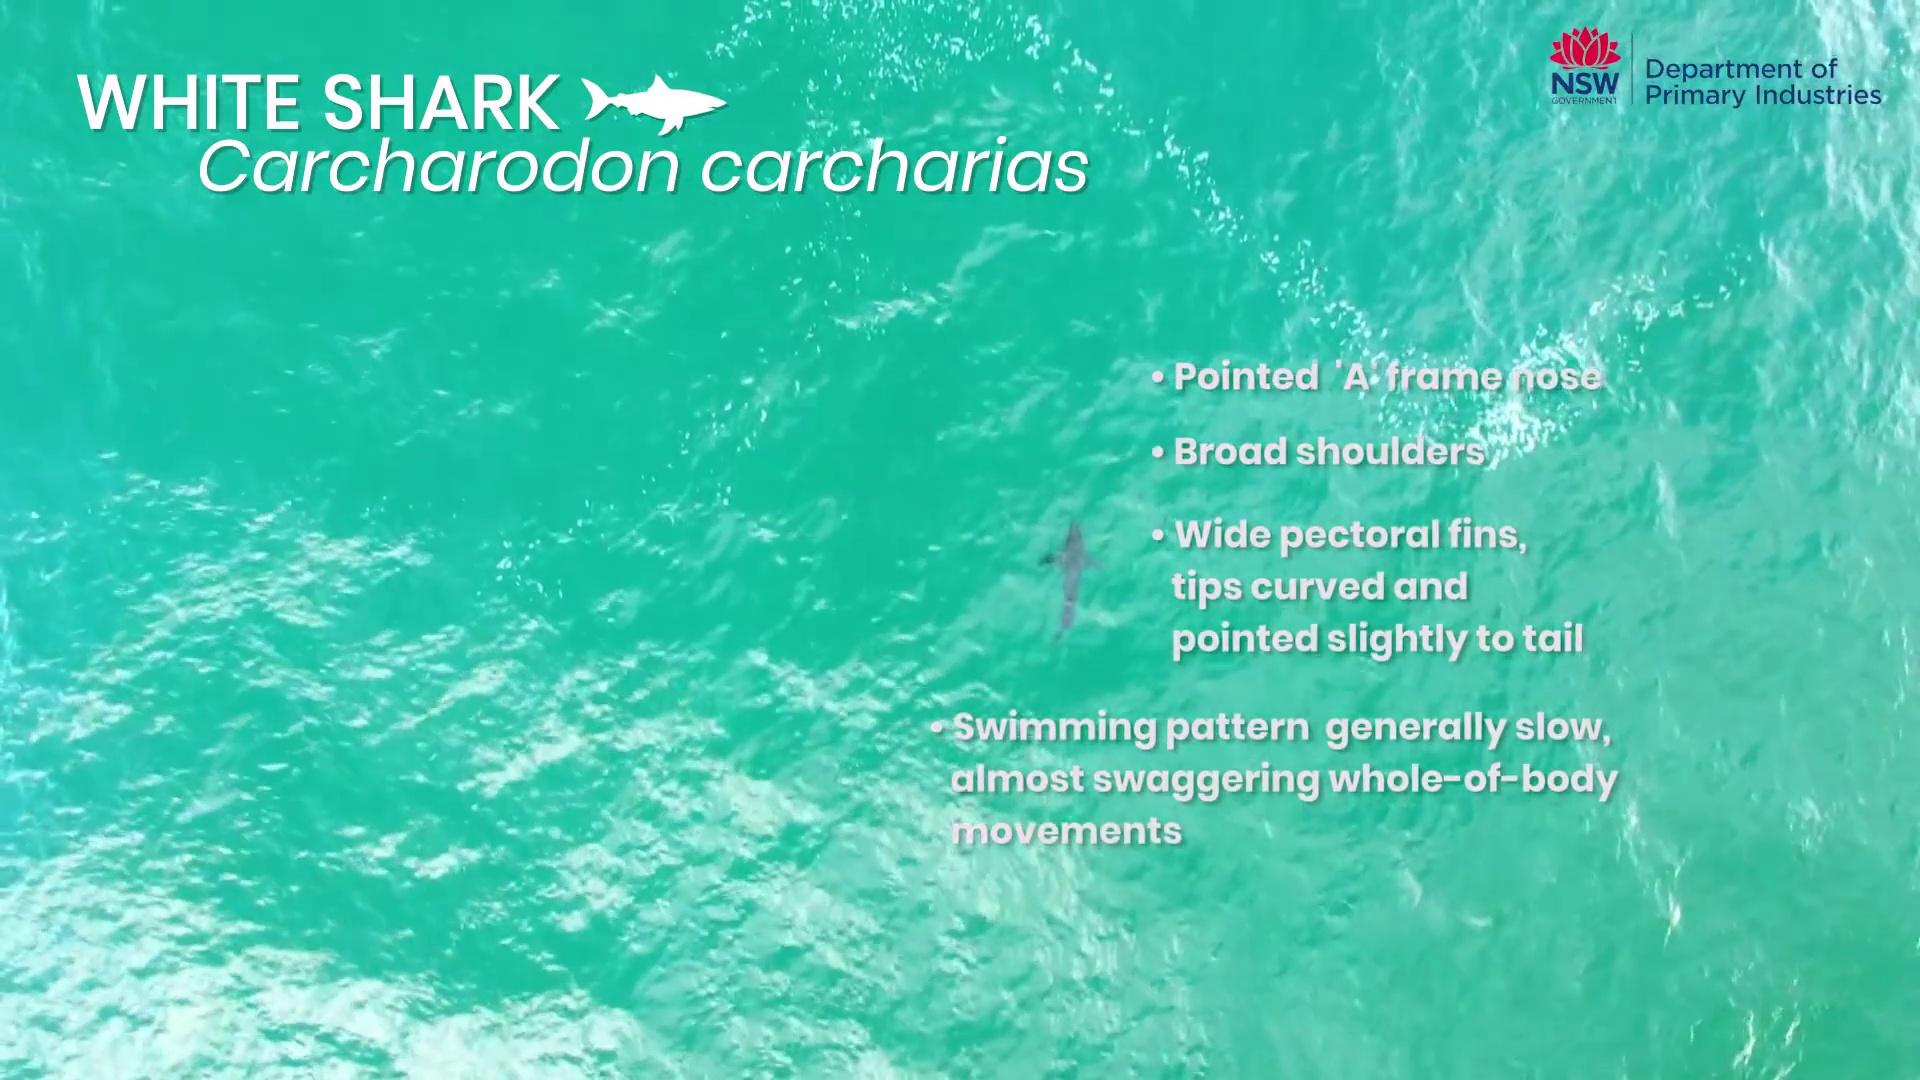 WHITE SHARK
Carcharodon carcharias
NSW
GOVERNMENT
Department of
Primary Industries
• Pointed 'A' frame nose
• Broad shoulders
• Wide pectoral fins,
tips curved and
pointed slightly to tail
• Swimming pattern generally slow,
almost swaggering whole-of-body
movements